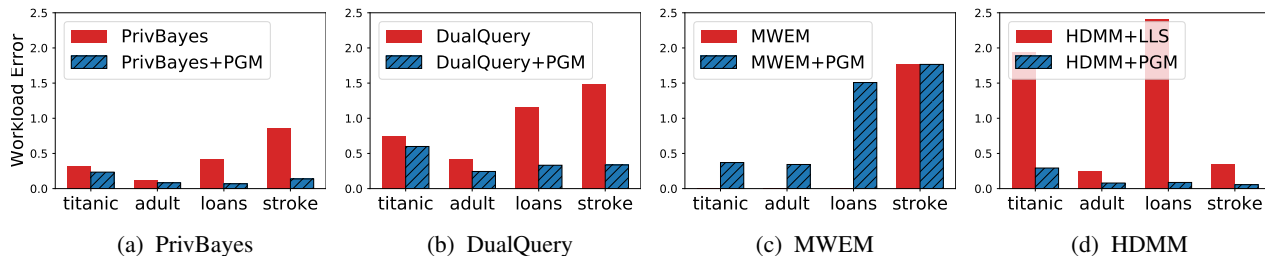 Workload Error
2.5
2.0
1.5
1.0
0.5
0.0
PrivBayes
PrivBayes+PGM
titanic adult loans stroke
(a) PrivBayes
2.5
2.0
1.5
1.0
0.5
0.0
DualQuery
DualQuery+PGM
titanic adult loans stroke
(b) DualQuery
2.5
2.0
1.5
1.0
0.5
0.0
MWEM
MWEM+PGM
titanic adult loans stroke
(c) MWEM
2.5
2.0
1.5
1.0
0.5
0.0
HDMM+LLS
HDMM+PGM
titanic adult loans stroke
(d) HDMM